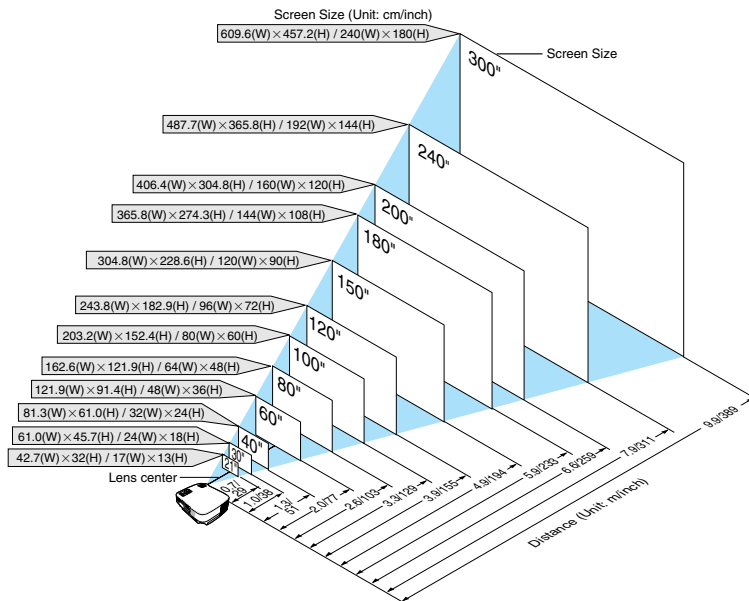 Screen Size (Unit: cm/inch)
609.6(W)×457.2(H) / 240(W)×180(H)
Screen Size
300"
487.7(W)×365.8(H) / 192(W)×144(H)
240"
406.4(W)×304.8(H) / 160(W)×120(H)
200"
365.8(W)×274.3(H) / 144(W)×108(H)
180"
304.8(W)×228.6(H) / 120(W)×90(H)
150"
243.8(W)×182.9(H) / 96(W)×72(H)
120"
203.2(W)×152.4(H) / 80(W)×60(H)
100"
162.6(W)×121.9(H) / 64(W)×48(H)
80"
121.9(W)×91.4(H) / 48(W)×36(H)
60"
81.3(W)×61.0(H) / 32(W)×24(H)
40"
61.0(W)×45.7(H) / 24(W)×18(H)
30"
42.7(W)×32(H) / 17(W)×13(H)
21"
Lens center
0.7/
29
1.0/38
1.3/
51
2.0/77
2.6/103
3.3/129
3.9/155
4.9/194
5.9/233
6.6/259
7.9/311
9.9/389
Distance (Unit: m/inch)